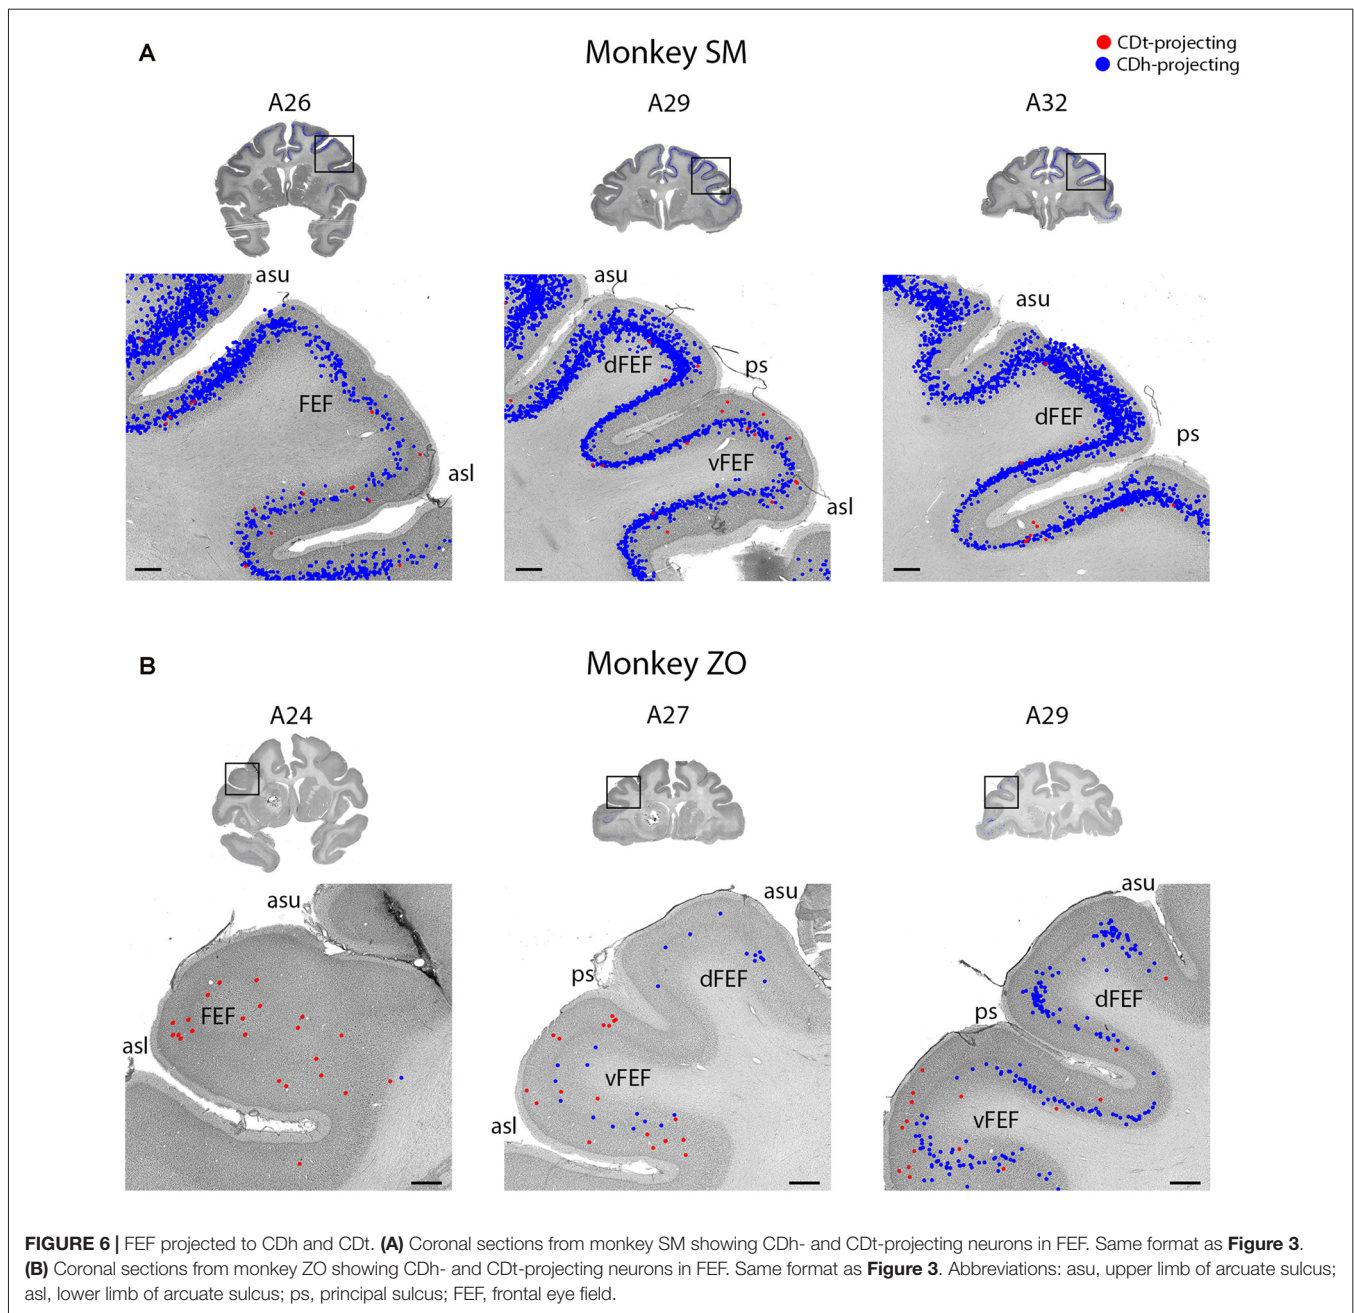 A
Monkey SM
CDt-projecting
CDh-projecting
A26
A29
A32
asu
FEF
asl
asu
dFEF
ps
vFEF
asl
asu
dFEF
ps
B
Monkey ZO
A24
A27
A29
asu
FEF
asl
asu
ps
dFEF
vFEF
asl
asu
dFEF
ps
vFEF
FIGURE 6 | FEF projected to CDh and CDt. (A) Coronal sections from monkey SM showing CDh- and CDt-projecting neurons in FEF. Same format as Figure 3.
(B) Coronal sections from monkey ZO showing CDh- and CDt-projecting neurons in FEF. Same format as Figure 3. Abbreviations: asu, upper limb of arcuate sulcus;
asl, lower limb of arcuate sulcus; ps, principal sulcus; FEF, frontal eye field.